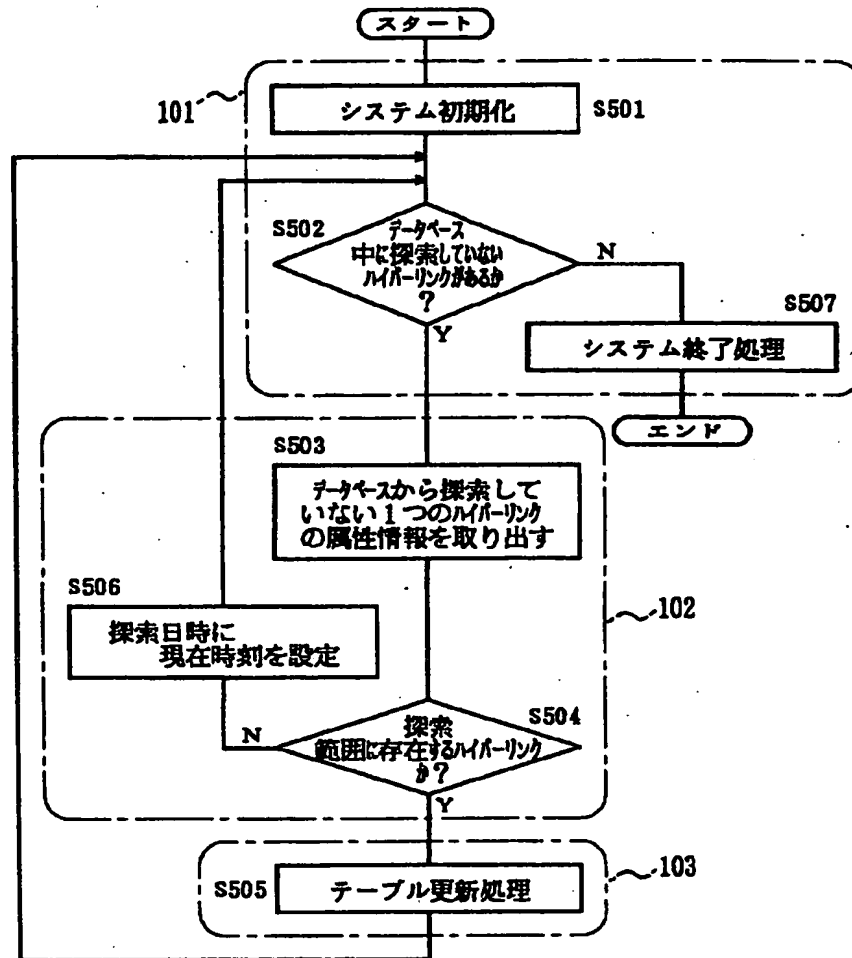 スタート
101
システム初期化
S501
S502
データベース
中に探索していない
ハイパーリンクがあるか
?
N
Y
S507
システム終了処理
エンド
S503
データベースから探索して
いない1つのハイパーリンク
の属性情報を取り出す
102
S506
探索日時に
現在時刻を設定
S504
探索
範囲に存在するハイパーリンク
か?
N
Y
S505
テーブル更新処理
103